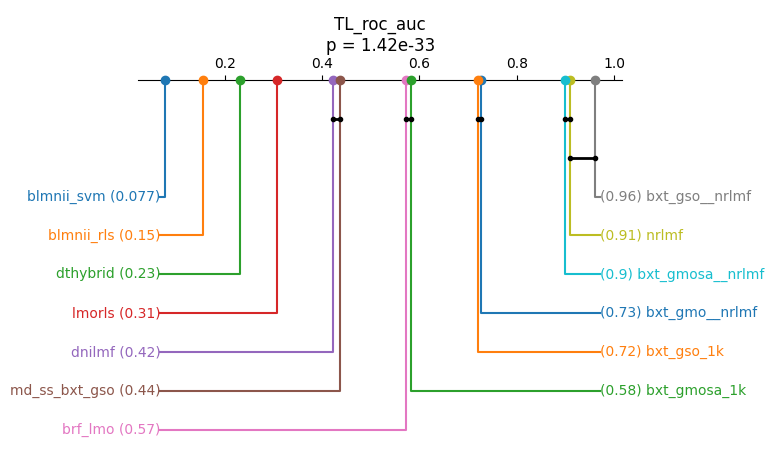 TL_roc_auc
p = 1.42e-33
0.2 0.4 0.6 0.8 1.0
blmnii_svm (0.077)
(0.96) bxt_gso__nrlmf
blmnii_rls (0.15)
(0.91) nrlmf
dthybrid (0.23)
(0.9) bxt_gmosa__nrlmf
lmorls (0.31)
(0.73) bxt_gmo__nrlmf
dnilmf (0.42)
(0.72) bxt_gso_1k
md_ss_bxt_gso (0.44)
(0.58) bxt_gmosa_1k
brf_lmo (0.57)